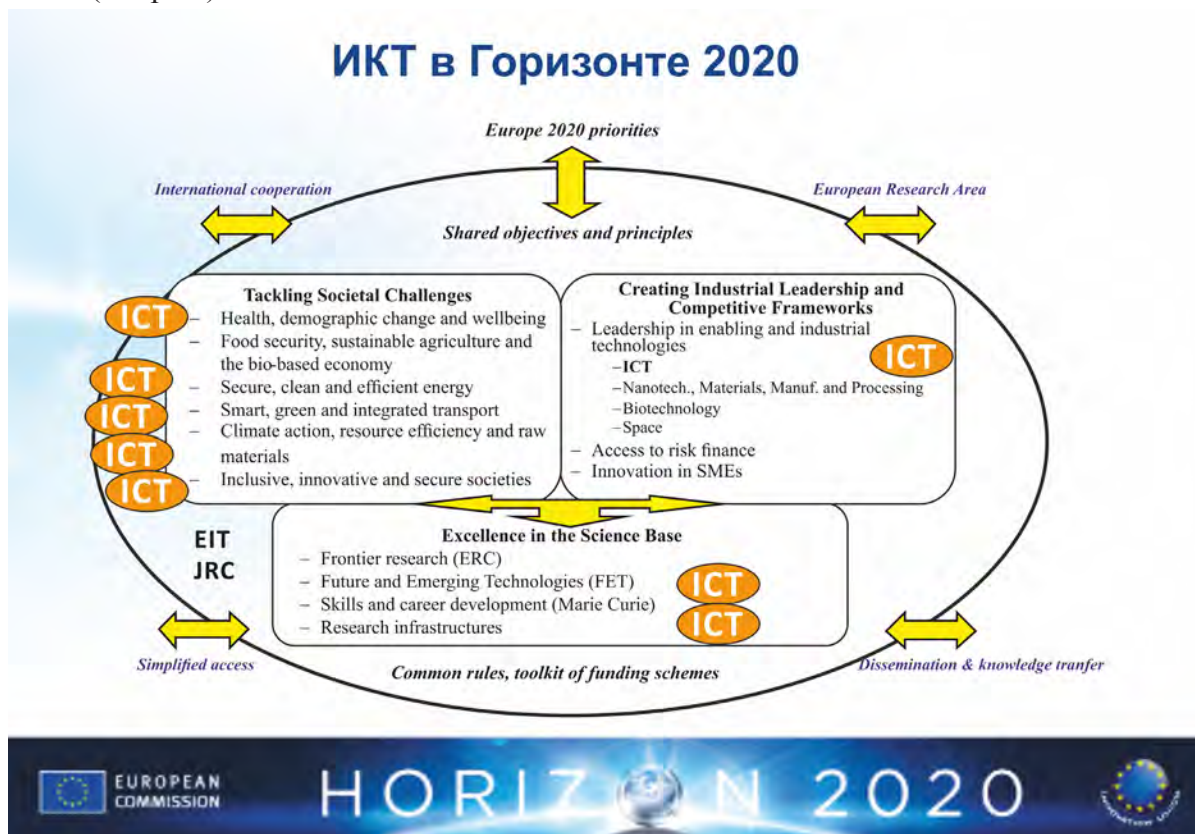 ИКТ в Горизонте 2020
Europe 2020 priorities
International cooperation
European Research Area
Shared objectives and principles
Tackling Societal Challenges
ICT
– Health, demographic change and wellbeing
– Food security, sustainable agriculture and
the bio-based economy
ICT
– Secure, clean and efficient energy
ICT
– Smart, green and integrated transport
ICT
– Climate action, resource efficiency and raw
materials
ICT
– Inclusive, innovative and secure societies
Creating Industrial Leadership and
Competitive Frameworks
– Leadership in enabling and industrial
technologies
ICT
–ICT
–Nanotech., Materials, Manuf. and Processing
–Biotechnology
–Space
– Access to risk finance
– Innovation in SMEs
EIT
JRC
Excellence in the Science Base
– Frontier research (ERC)
– Future and Emerging Technologies (FET)
ICT
– Skills and career development (Marie Curie)
– Research infrastructures
ICT
Simplified access
Dissemination & knowledge tranfer
Common rules, toolkit of funding schemes
EUROPEAN
COMMISSION
HORIZON 2020